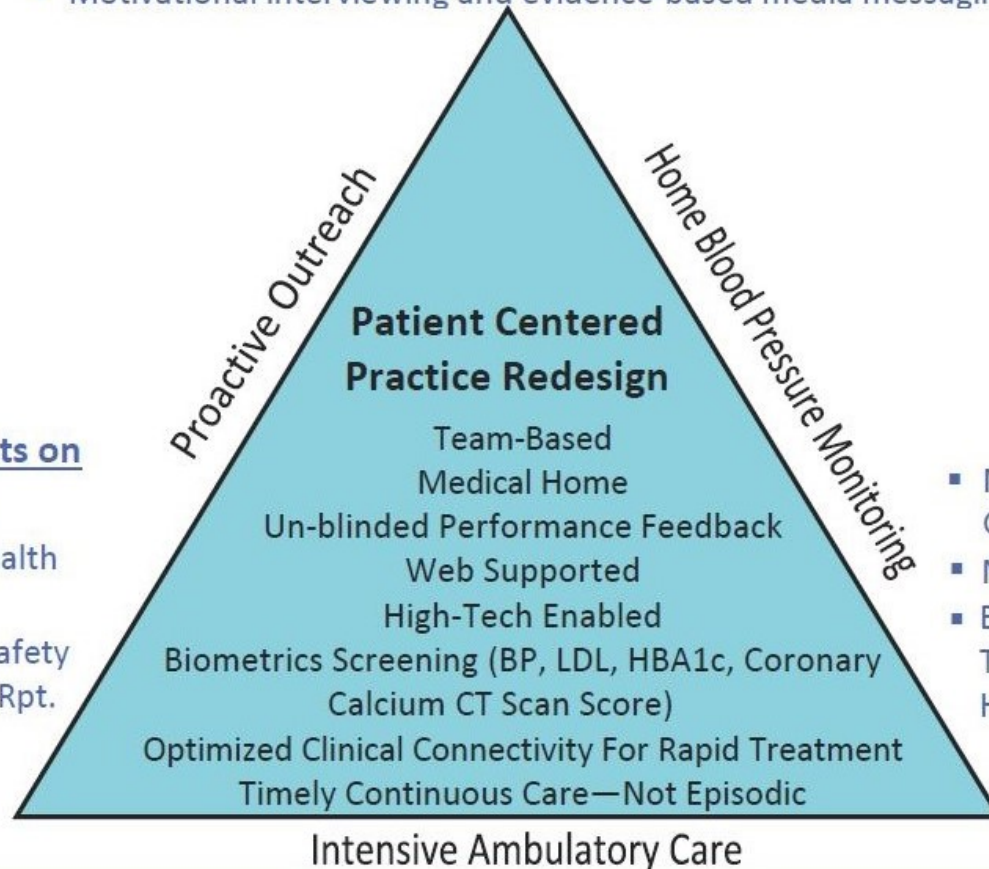 Motivational interviewing and evidence-based media
Proactive Outreach
Home Blood Pressure Monitoring
Patient Centered
Practice Redesign
Team-Based
Medical Home
Un-blinded Performance Feedback
Web Supported
High-Tech Enabled
Biometrics Screening (BP, LDL, HBA1c, Coronary
Calcium CT Scan Score)
Optimized Clinical Connectivity For Rapid Treatment
Timely Continuous Care—Not Episodic
Intensive Ambulatory Care
on
Rpt.